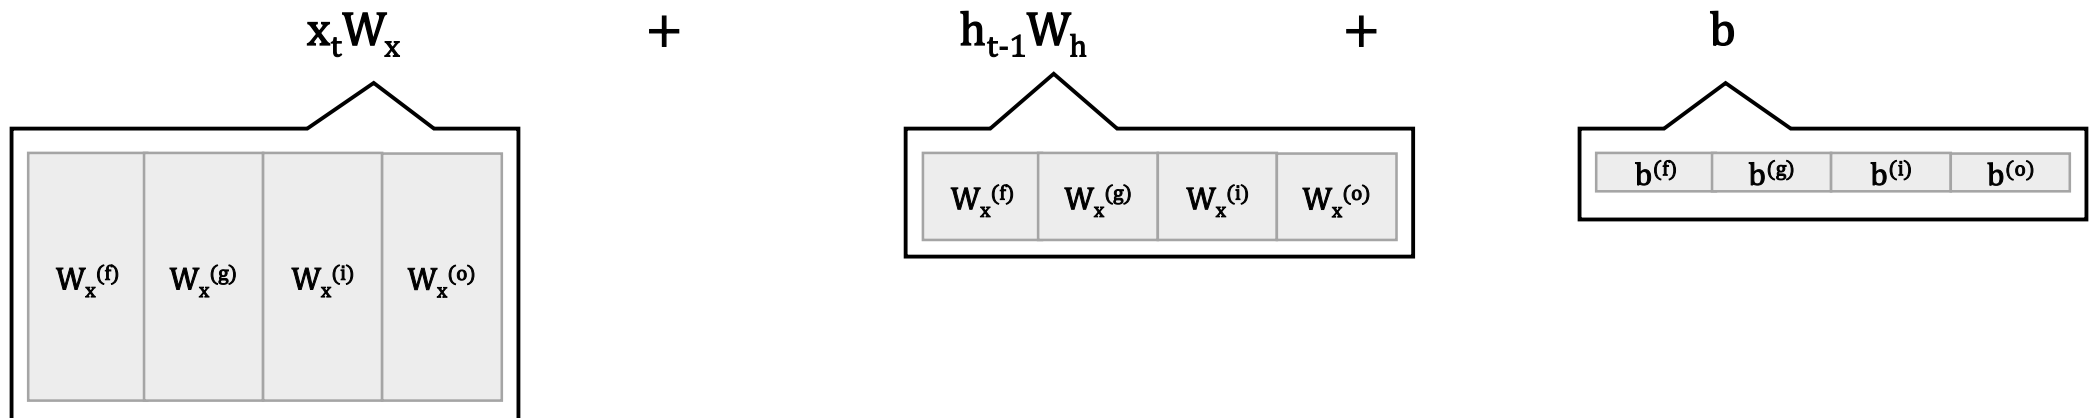 xₜWₓ + hₜ₋₁Wₕ + b
Wₓ⁽ᶠ⁾ Wₓ⁽ᵍ⁾ Wₓ⁽ⁱ⁾ Wₓ⁽ᵒ⁾
Wₓ⁽ᶠ⁾ Wₓ⁽ᵍ⁾ Wₓ⁽ⁱ⁾ Wₓ⁽ᵒ⁾
b⁽ᶠ⁾ b⁽ᵍ⁾ b⁽ⁱ⁾ b⁽ᵒ⁾